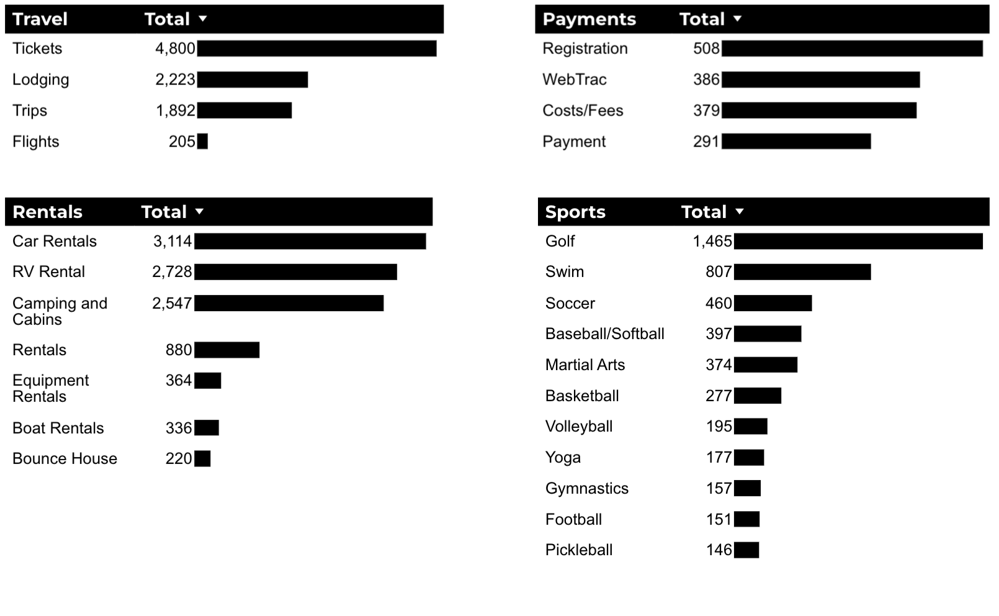 Travel Total ▼
Tickets 4,800
Lodging 2,223
Trips 1,892
Flights 205
Payments Total ▼
Registration 508
WebTrac 386
Costs/Fees 379
Payment 291
Rentals Total ▼
Car Rentals 3,114
RV Rental 2,728
Camping and 2,547
Cabins
Rentals 880
Equipment 364
Rentals
Boat Rentals 336
Bounce House 220
Sports Total ▼
Golf 1,465
Swim 807
Soccer 460
Baseball/Softball 397
Martial Arts 374
Basketball 277
Volleyball 195
Yoga 177
Gymnastics 157
Football 151
Pickleball 146